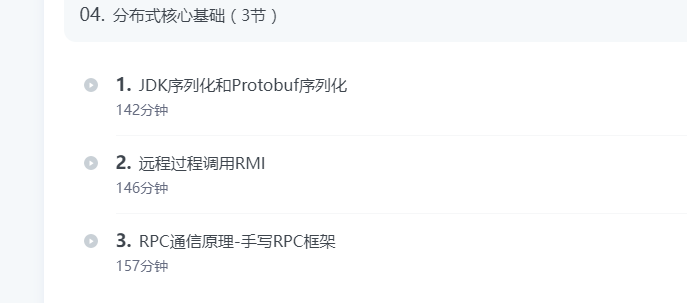 04. 分布式核心基础（3节）
1. JDK序列化和Protobuf序列化
142分钟
2. 远程过程调用RMI
146分钟
3. RPC通信原理-手写RPC框架
157分钟